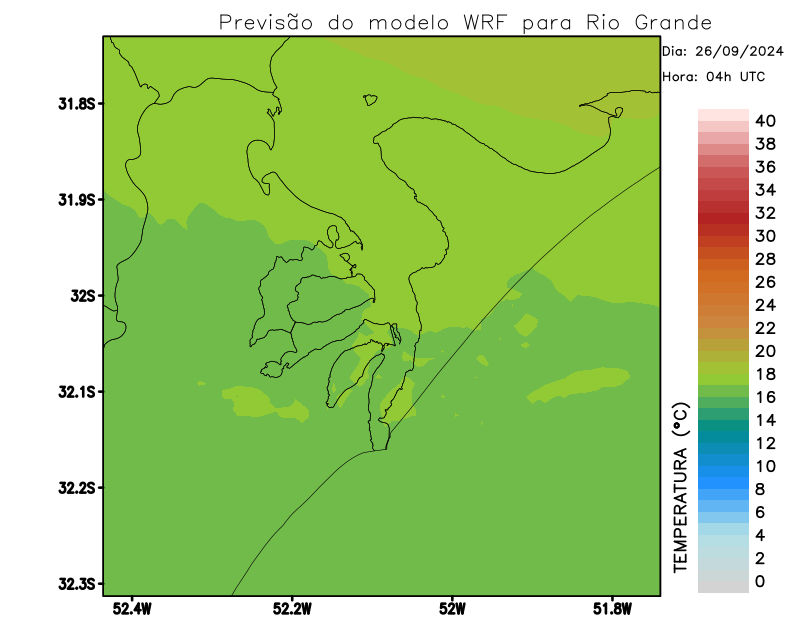 Previsão do modelo WRF para Rio Grande
Dia: 26/09/2024
Hora: 04h UTC
31.8S
31.9S
32S
32.1S
32.2S
32.3S
52.4W
52.2W
52W
51.8W
TEMPERATURA (°C)
40
38
36
34
32
30
28
26
24
22
20
18
16
14
12
10
8
6
4
2
0